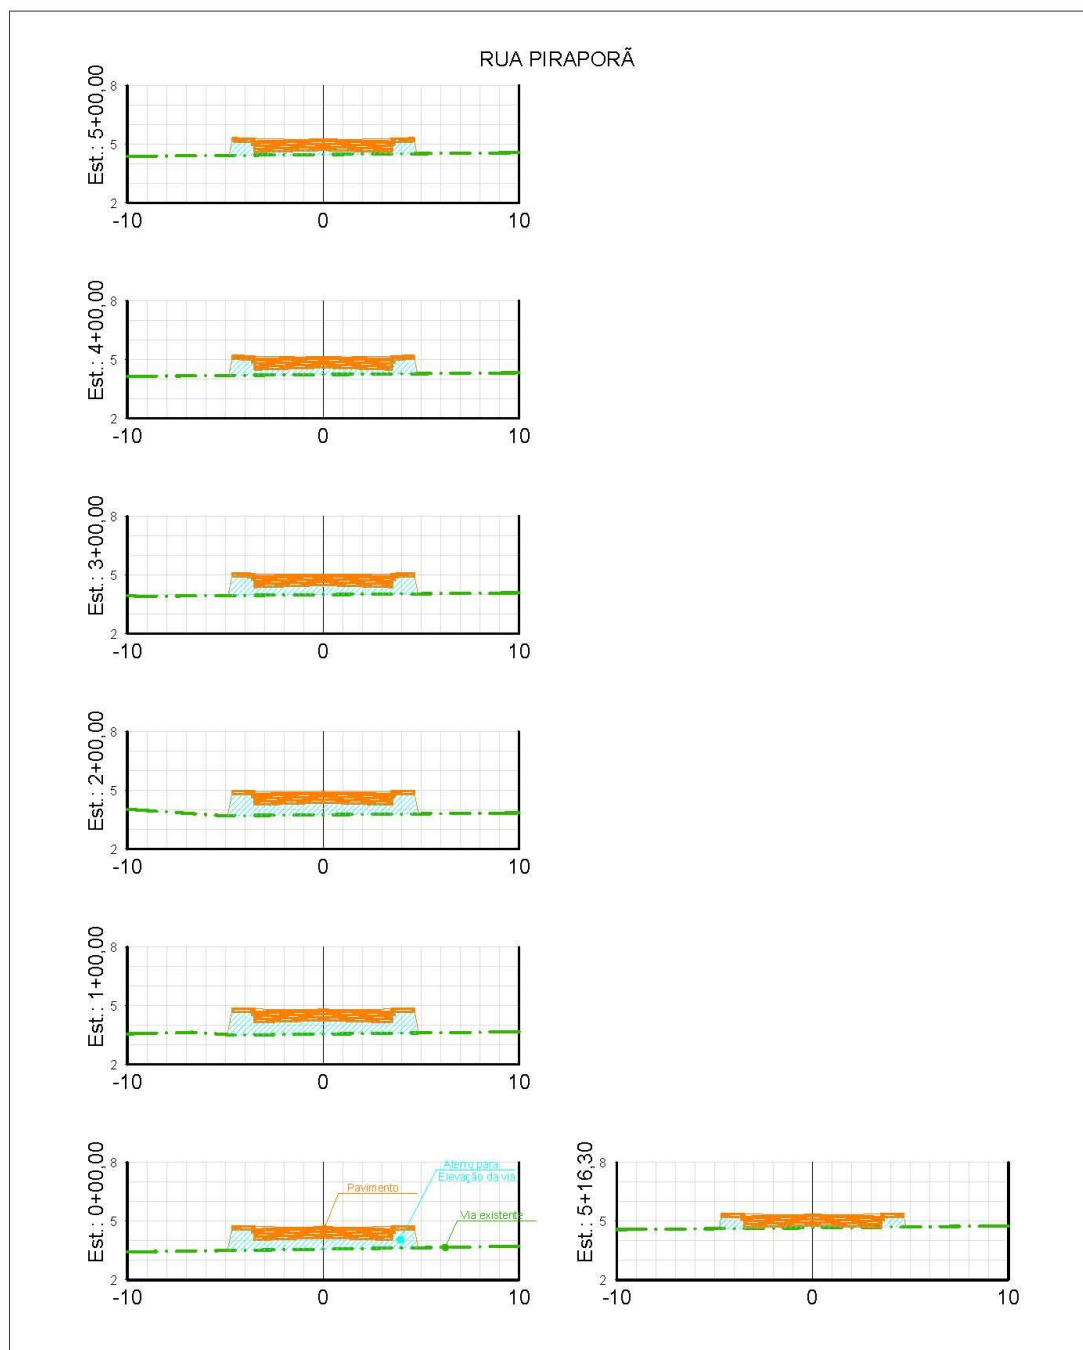 RUA PIRAPORÃ
Est.: 5+00,00
8
5
2
-10 0 10
Est.: 4+00,00
8
5
2
-10 0 10
Est.: 3+00,00
8
5
2
-10 0 10
Est.: 2+00,00
8
5
2
-10 0 10
Est.: 1+00,00
8
5
2
-10 0 10
Est.: 0+00,00
8
5
2
Aterro para
Elevação da via
Pavimento
Via existente
-10 0 10
Est.: 5+16,30
8
5
2
-10 0 10